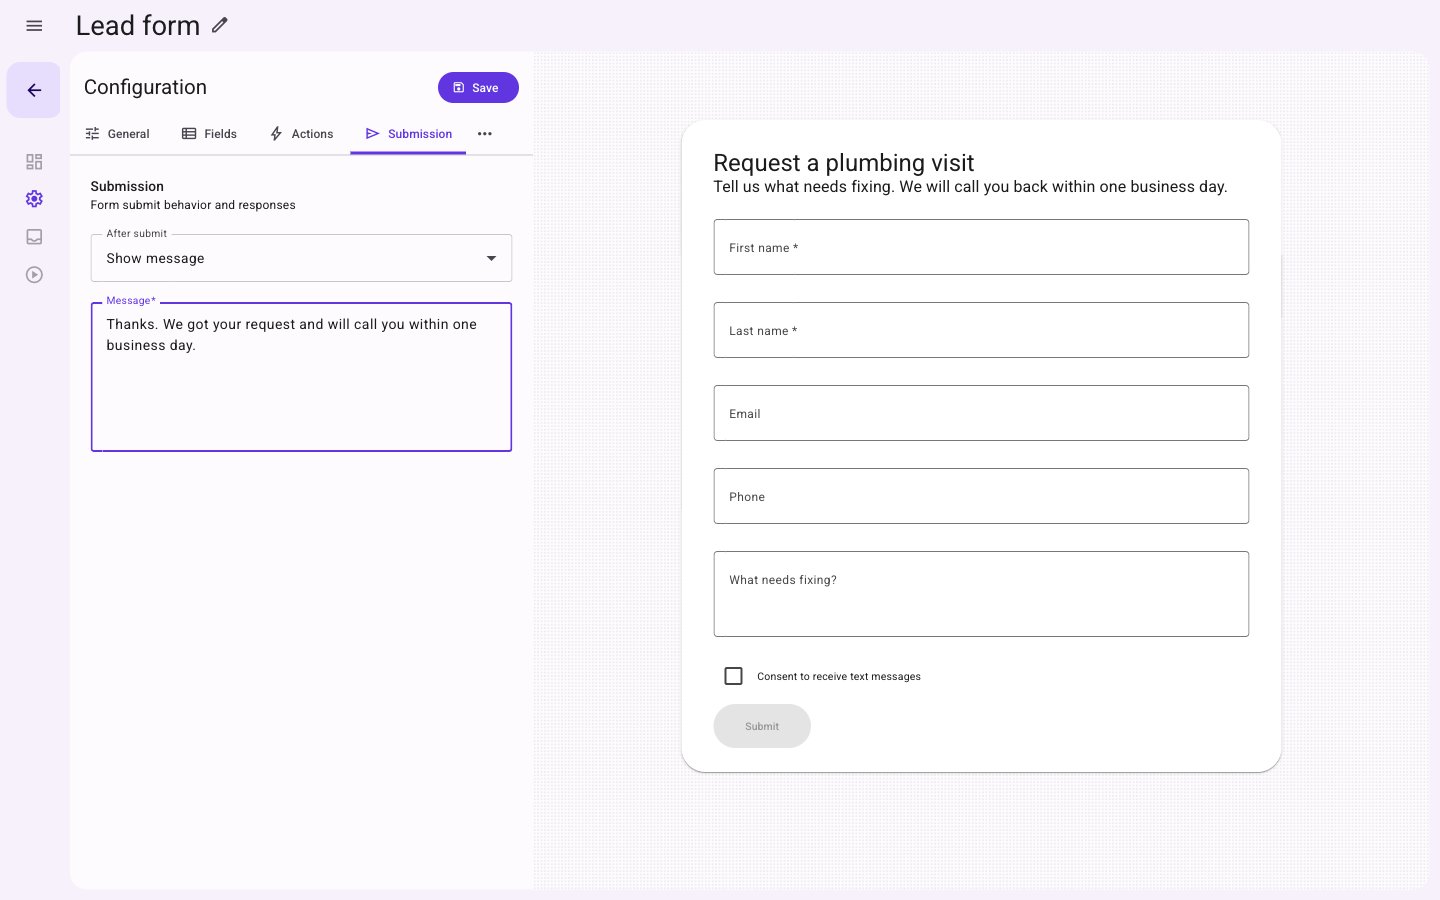 Lead form
Configuration
Save
General
Fields
Actions
Submission
Submission
Form submit behavior and responses
After submit
Show message
Message*
Thanks. We got your request and will call you within one
business day.
Request a plumbing visit
Tell us what needs fixing. We will call you back within one business day.
First name *
Last name *
Email
Phone
What needs fixing?
Consent to receive text messages
Submit